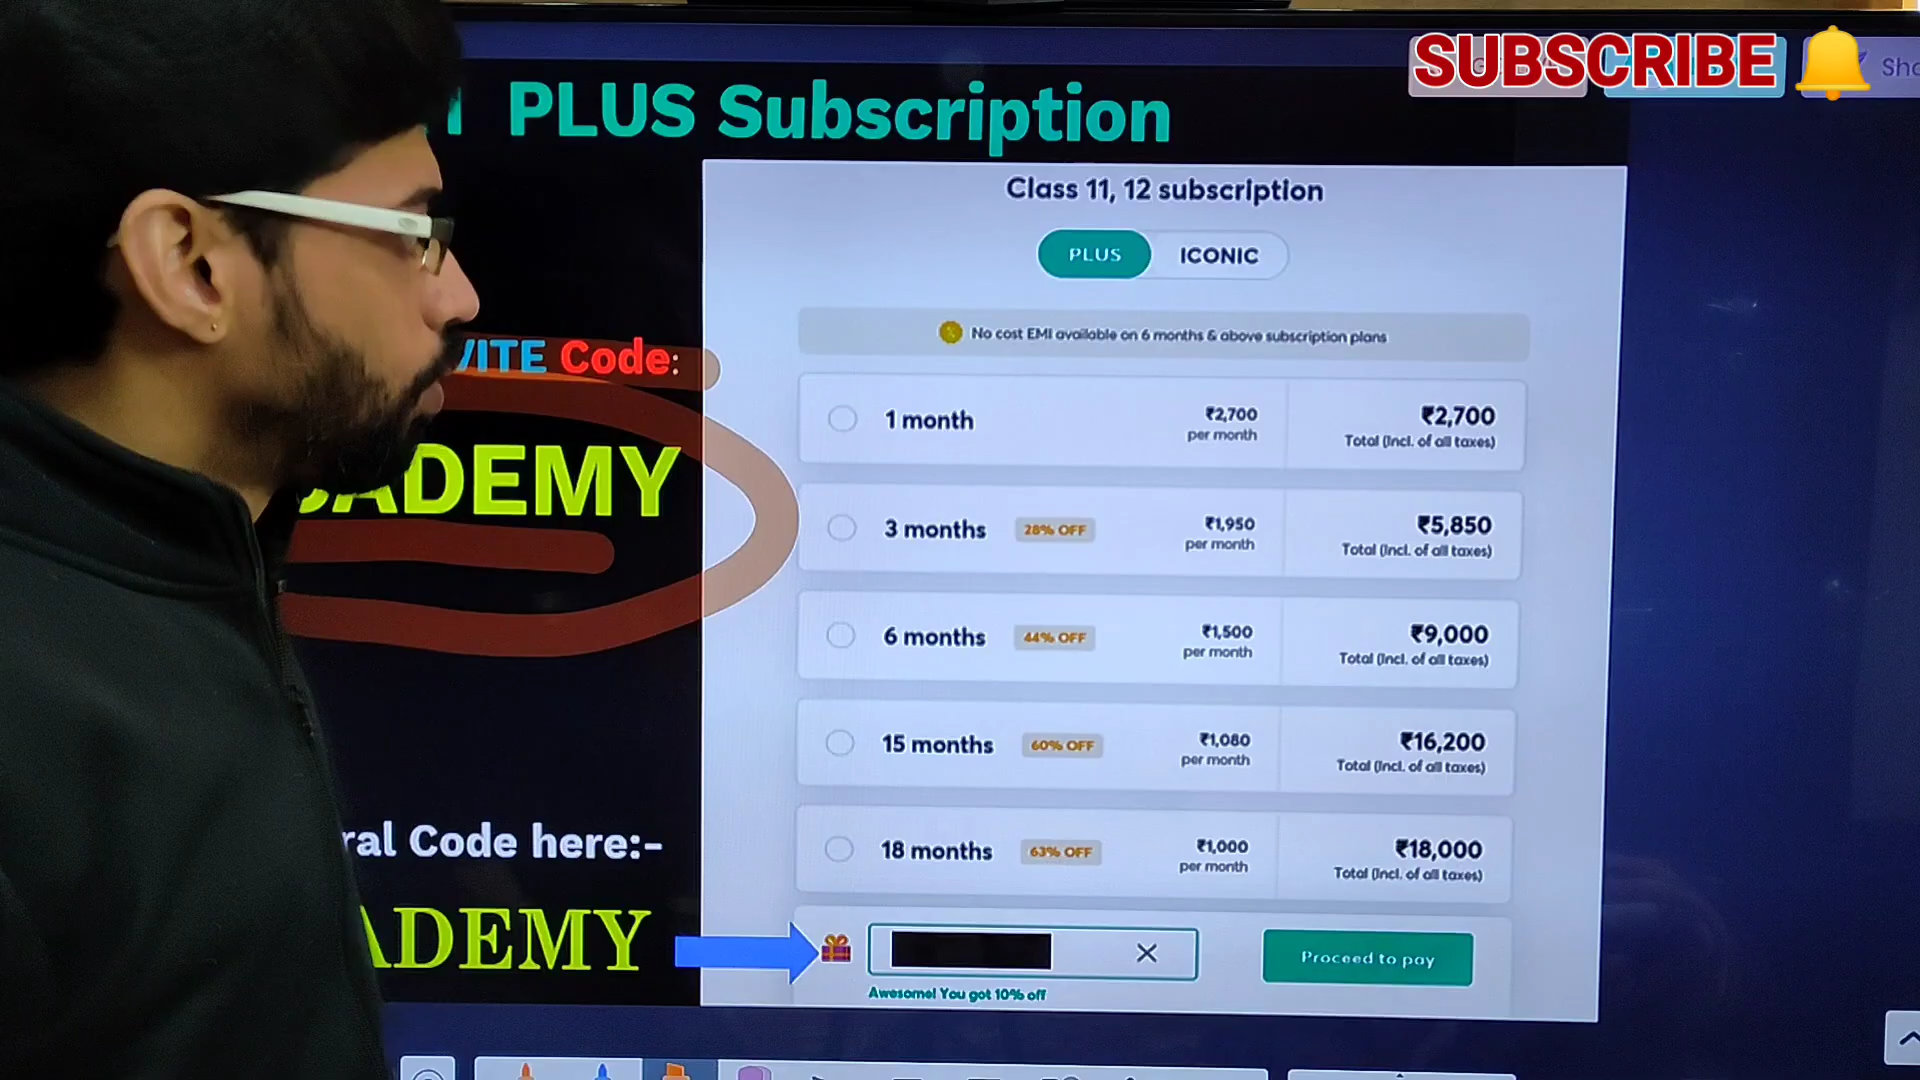 SUBSCRIBE
PLUS Subscription
Class 11, 12 subscription
PLUS ICONIC
No cost EMI available on 6 months & above subscription plans
Code:
1 month ₹2,700 per month ₹2,700 Total (Incl. of all taxes)
ADEMY
3 months 28% OFF ₹1,950 per month ₹5,850 Total (Incl. of all taxes)
6 months 44% OFF ₹1,500 per month ₹9,000 Total (Incl. of all taxes)
15 months 60% OFF ₹1,080 per month ₹16,200 Total (Incl. of all taxes)
ral Code here:-
18 months 63% OFF ₹1,000 per month ₹18,000 Total (Incl. of all taxes)
ADEMY
Proceed to pay
Awesome! You got 10% off